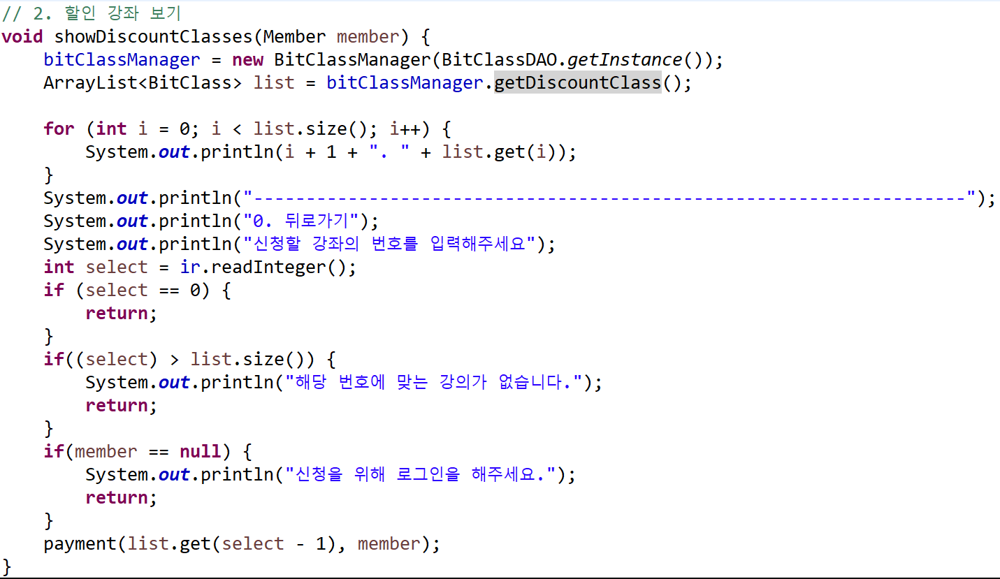 // 2. 할인 강좌 보기
void showDiscountClasses(Member member) {
    bitClassManager = new BitClassManager(BitClassDAO.getInstance());
    ArrayList<BitClass> list = bitClassManager.getDiscountClass();

    for (int i = 0; i < list.size(); i++) {
        System.out.println(i + 1 + ". " + list.get(i));
    }
    System.out.println("--------------------------------------------------------------------");
    System.out.println("0. 뒤로가기");
    System.out.println("신청할 강좌의 번호를 입력해주세요");
    int select = ir.readInteger();
    if (select == 0) {
        return;
    }
    if((select) > list.size()) {
        System.out.println("해당 번호에 맞는 강의가 없습니다.");
        return;
    }
    if(member == null) {
        System.out.println("신청을 위해 로그인을 해주세요.");
        return;
    }
    payment(list.get(select - 1), member);
}